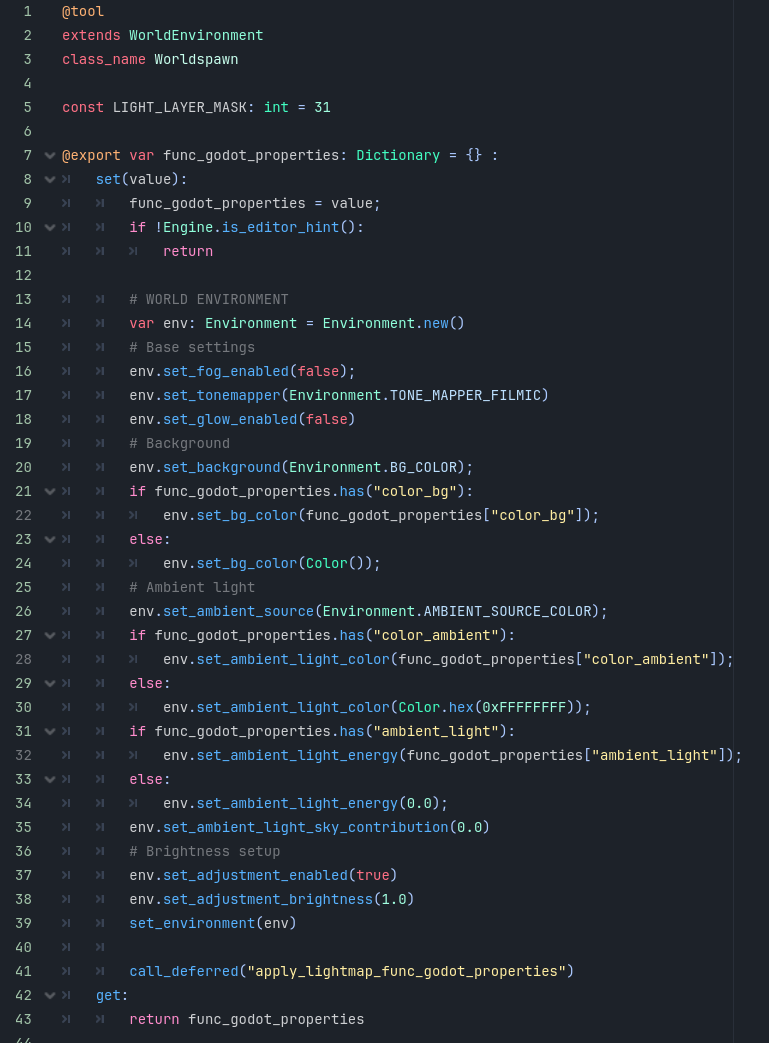 1 @tool
2 extends WorldEnvironment
3 class_name Worldspawn
4
5 const LIGHT_LAYER_MASK: int = 31
6
7 @export var func_godot_properties: Dictionary = {} :
8 set(value):
9 func_godot_properties = value;
10 if !Engine.is_editor_hint():
11 return
12
13 # WORLD ENVIRONMENT
14 var env: Environment = Environment.new()
15 # Base settings
16 env.set_fog_enabled(false);
17 env.set_tonemapper(Environment.TONE_MAPPER_FILMIC)
18 env.set_glow_enabled(false)
19 # Background
20 env.set_background(Environment.BG_COLOR);
21 if func_godot_properties.has("color_bg"):
22 env.set_bg_color(func_godot_properties["color_bg"]);
23 else:
24 env.set_bg_color(Color());
25 # Ambient light
26 env.set_ambient_source(Environment.AMBIENT_SOURCE_COLOR);
27 if func_godot_properties.has("color_ambient"):
28 env.set_ambient_light_color(func_godot_properties["color_ambient"]);
29 else:
30 env.set_ambient_light_color(Color.hex(0xFFFFFFFF));
31 if func_godot_properties.has("ambient_light"):
32 env.set_ambient_light_energy(func_godot_properties["ambient_light"]);
33 else:
34 env.set_ambient_light_energy(0.0);
35 env.set_ambient_light_sky_contribution(0.0)
36 # Brightness setup
37 env.set_adjustment_enabled(true)
38 env.set_adjustment_brightness(1.0)
39 set_environment(env)
40
41 call_deferred("apply_lightmap_func_godot_properties")
42 get:
43 return func_godot_properties
44